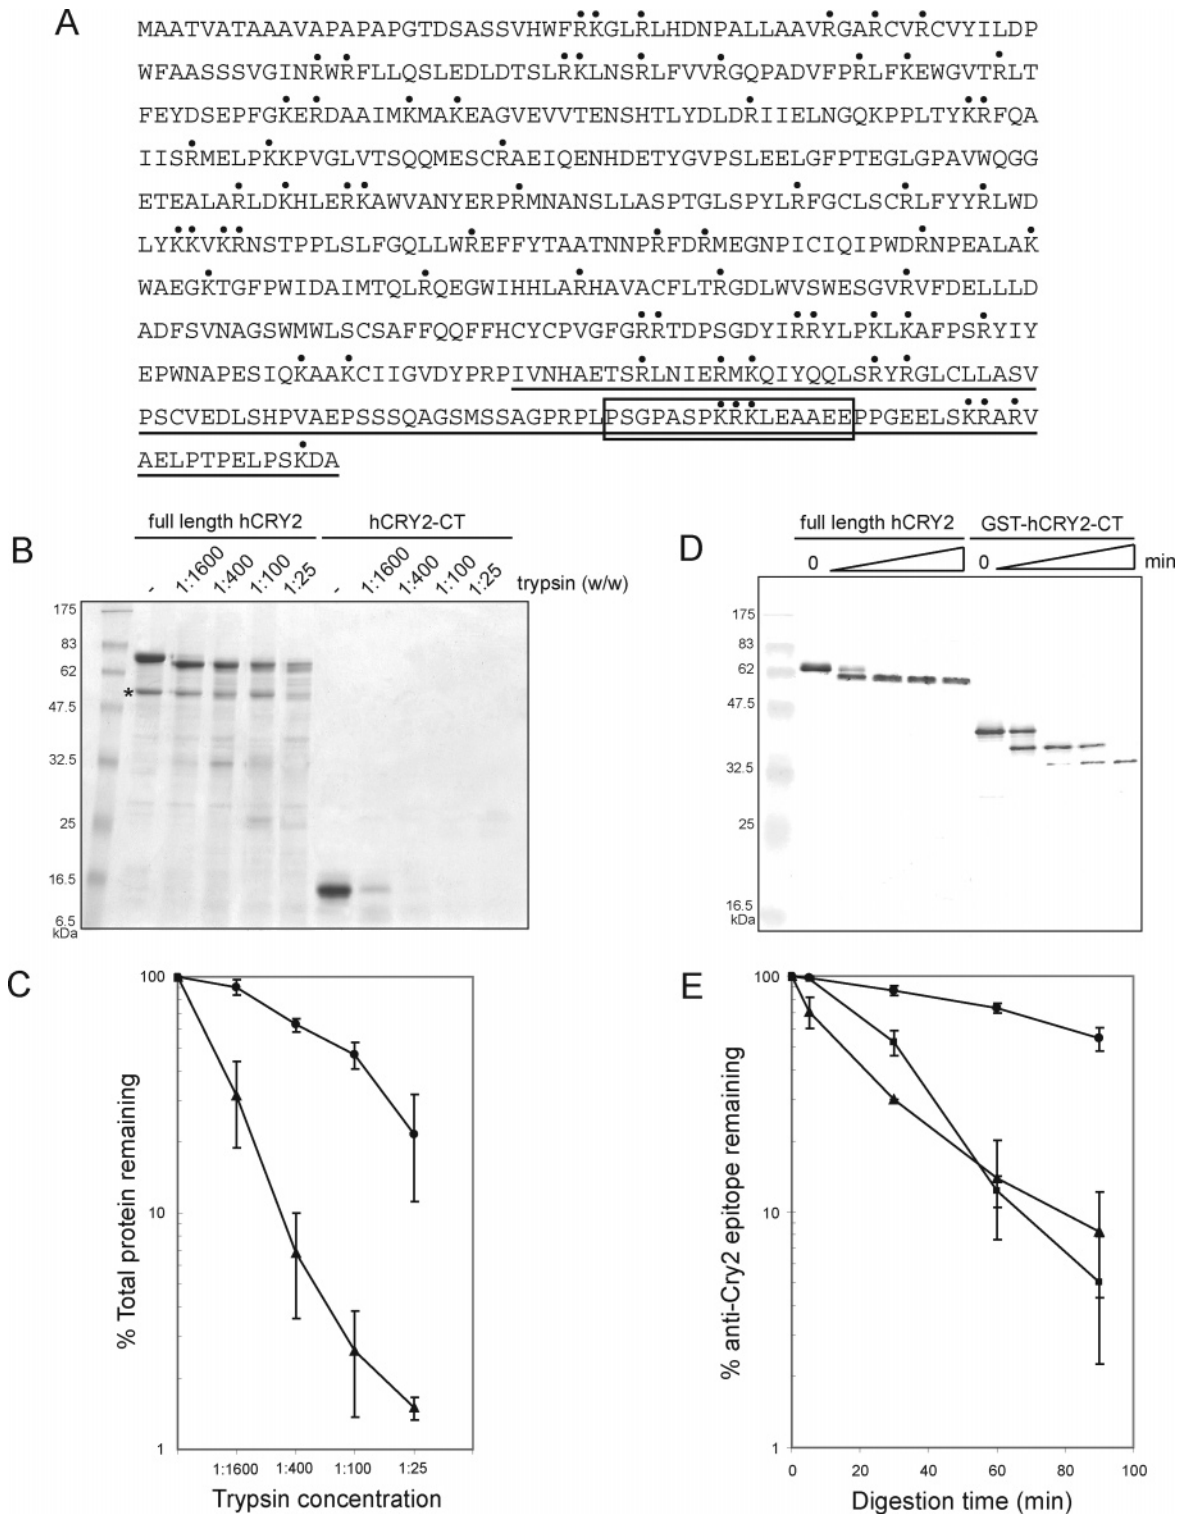 A
MAATVATAAAVAPAPAPGTDSASSVHWFRKGLRLHDNPALLAAVRGARCVRCVYILDP
WFAASSSVGINRWRFLLQSLEDLDTSLRKLNSRLFVVRGQPADVFPRLFKEWGVTRLT
FEYDSEPFGKERDAAIMKMAKEAGVEVVTENSHTLYDLDRIIELNGQKPPLTYKRFQA
IISRMELPKKPVGLVTSQQMESCRAEIQENHDETYGVPSLEELGFPTEGLGPAVWQGG
ETEALARLDKHLERKAWVANYERPRMNANSLLASPTGLSPYLRFGCLSCRLFYYRLWD
LYKKVKRNSTPPLSLFGQLLWREFFYTAATNNPRFDRMEGNPICIQIPWDRNPEALAK
WAEGKTGFPWIDAIMTQLRQEGWIHHLARHAVACFLTRGDLWVSWESGVRVFDELLLD
ADFSVNAGSWMWLSCSAFFQQFFHCYCPVGFGRRTDPSGDYIRRYLPKLKAFPSRYIY
EPWNAPESIQKAAKCIIGVDYPRPIVNHAETSRLNIERMKQIYQQLSRYRGLCLLASV
PSCVEDLSHPVAEPSSSQAGSMSSAGPRPLPSGPASPKRKLEAAEEPPGEELSKRARV
AELPTPELPSKDA
B
full length hCRY2 hCRY2-CT
- 1:1600 1:400 1:100 1:25 - 1:1600 1:400 1:100 1:25 trypsin (w/w)
175
83
62
*
47.5
32.5
25
16.5
6.5
kDa
D
full length hCRY2 GST-hCRY2-CT
0 0 min
175
83
62
47.5
32.5
25
16.5
kDa
C
% Total protein remaining
100
10
1
1:1600 1:400 1:100 1:25
Trypsin concentration
E
% anti-Cry2 epitope remaining
100
10
1
0 20 40 60 80 100
Digestion time (min)